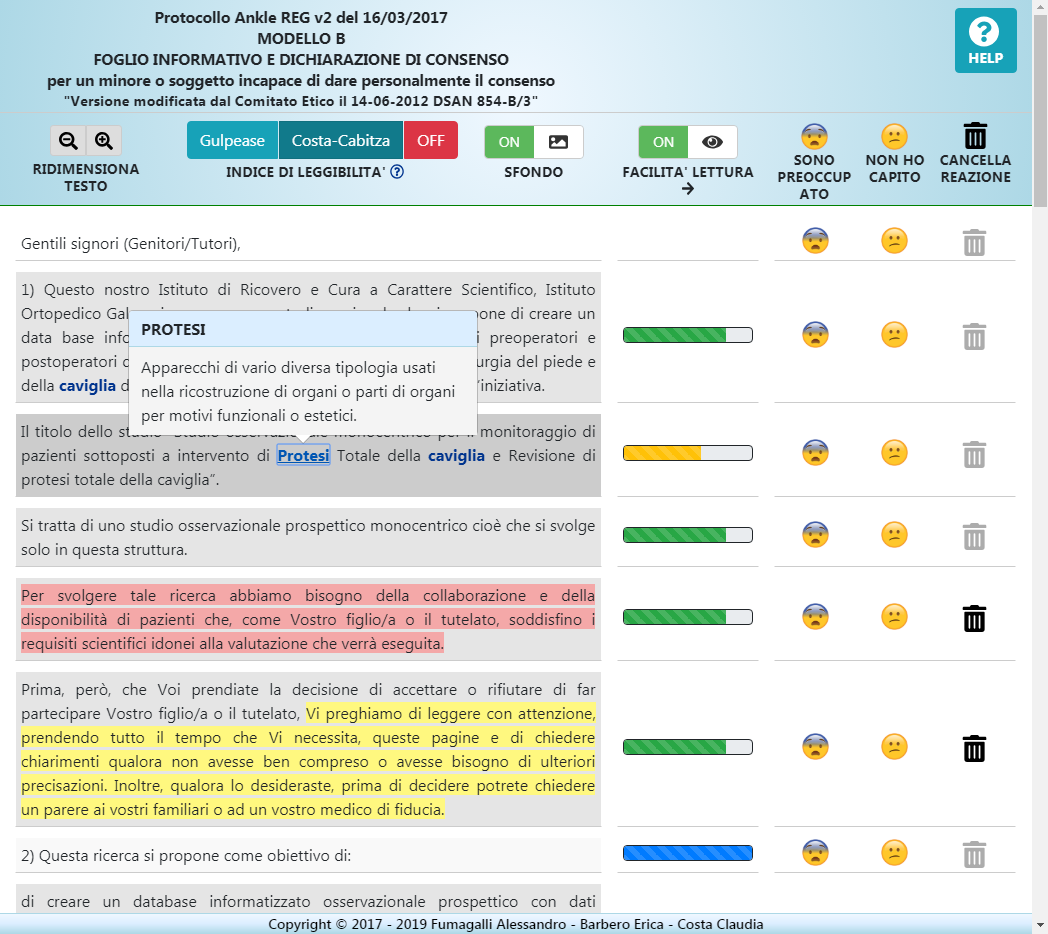 Protocollo Ankle REG v2 del 16/03/2017
MODELLO B
FOGLIO INFORMATIVO E DICHIARAZIONE DI CONSENSO
per un minore o soggetto incapace di dare personalmente il consenso
"Versione modificata dal Comitato Etico il 14-06-2012 DSAN 854-B/3"
HELP
RIDIMENSIONA
TESTO
Gulpease Costa-Cabitza OFF
INDICE DI LEGGIBILITA'
ON
SFONDO
ON
FACILITA' LETTURA
SONO
PREOCCUP
ATO
NON HO
CAPITO
CANCELLA
REAZIONE
Gentili signori (Genitori/Tutori),
1) Questo nostro Istituto di Ricovero e Cura a Carattere Scientifico, Istituto
Ortopedico one di creare un
data base preoperatori e
postoperatori urgia del piede e
della caviglia 'iniziativa.
PROTESI
Apparecchi di vario diversa tipologia usati
nella ricostruzione di organi o parti di organi
per motivi funzionali o estetici.
Il titolo dello studio "Studio osservazionale monocentrico per il monitoraggio di
pazienti sottoposti a intervento di Protesi Totale della caviglia e Revisione di
protesi totale della caviglia”.
Si tratta di uno studio osservazionale prospettico monocentrico cioè che si svolge
solo in questa struttura.
Per svolgere tale ricerca abbiamo bisogno della collaborazione e della
disponibilità di pazienti che, come Vostro figlio/a o il tutelato, soddisfino i
requisiti scientifici idonei alla valutazione che verrà eseguita.
Prima, però, che Voi prendiate la decisione di accettare o rifiutare di far
partecipare Vostro figlio/a o il tutelato, Vi preghiamo di leggere con attenzione,
prendendo tutto il tempo che Vi necessita, queste pagine e di chiedere
chiarimenti qualora non avesse ben compreso o avesse bisogno di ulteriori
precisazioni. Inoltre, qualora lo desideraste, prima di decidere potrete chiedere
un parere ai vostri familiari o ad un vostro medico di fiducia.
2) Questa ricerca si propone come obiettivo di:
di creare un database informatizzato osservazionale prospettico con dati
Copyright © 2017 - 2019 Fumagalli Alessandro - Barbero Erica - Costa Claudia